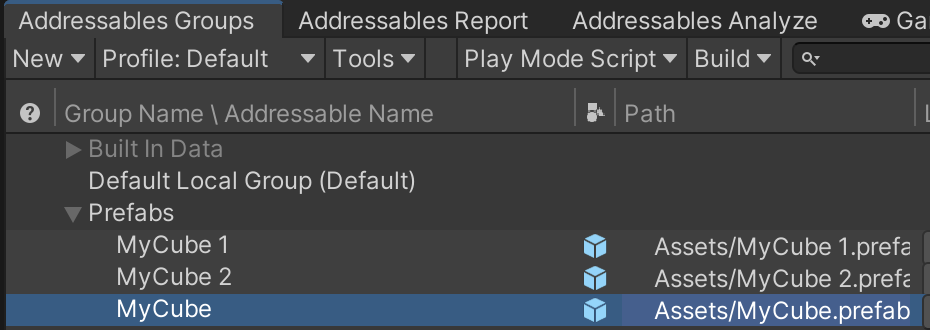 Addressables Groups Addressables Report Addressables Analyze Ga
New Profile: Default Tools Play Mode Script Build
? Group Name \ Addressable Name Path L
Built In Data
Default Local Group (Default)
Prefabs
MyCube 1 Assets/MyCube 1.prefa
MyCube 2 Assets/MyCube 2.prefa
MyCube Assets/MyCube.prefab